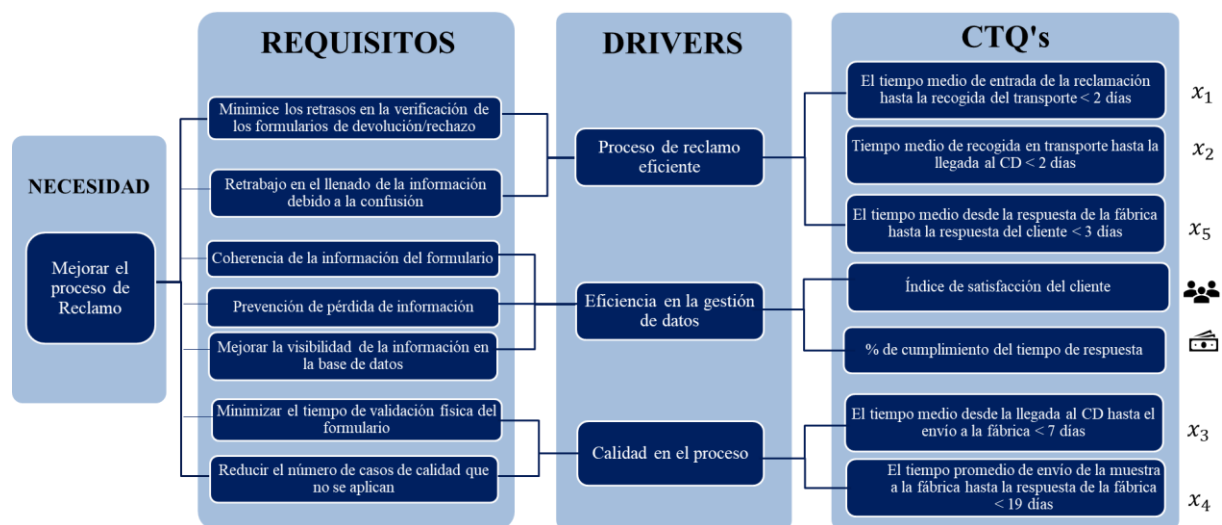 REQUISITOS
DRIVERS
CTQ's
NECESIDAD
Mejorar el
proceso de
Reclamo
Minimice los retrasos en la verificación de
los formularios de devolución/rechazo
Retrabajo en el llenado de la información
debido a la confusión
Coherencia de la información del formulario
Prevención de pérdida de información
Mejorar la visibilidad de la información en
la base de datos
Minimizar el tiempo de validación física del
formulario
Reducir el número de casos de calidad que
no se aplican
Proceso de reclamo
eficiente
Eficiencia en la gestión
de datos
Calidad en el proceso
El tiempo medio de entrada de la reclamación
hasta la recogida del transporte < 2 días
x₁
Tiempo medio de recogida en transporte hasta la
llegada al CD < 2 días
x₂
El tiempo medio desde la respuesta de la fábrica
hasta la respuesta del cliente < 3 días
x₅
Índice de satisfacción del cliente
% de cumplimiento del tiempo de respuesta
El tiempo medio desde la llegada al CD hasta el
envío a la fábrica < 7 días
x₃
El tiempo promedio de envío de la muestra
a la fábrica hasta la respuesta de la fábrica
< 19 días
x₄